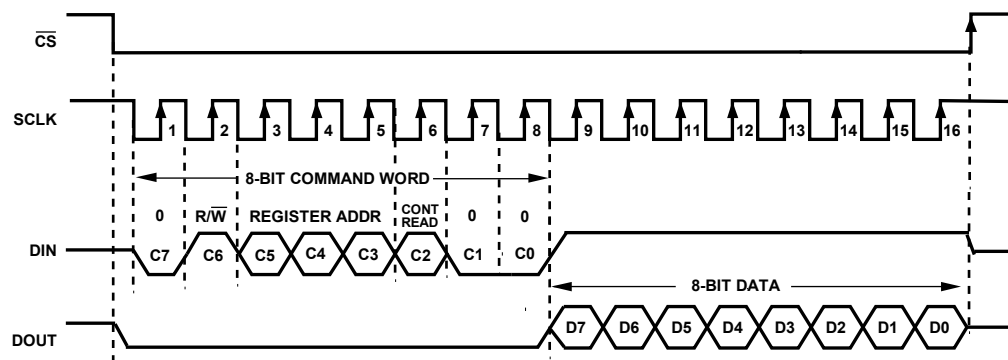 CS
SCLK
1 2 3 4 5 6 7 8 9 10 11 12 13 14 15 16
8-BIT COMMAND WORD
0 R/W REGISTER ADDR CONT READ 0 0
DIN C7 C6 C5 C4 C3 C2 C1 C0
8-BIT DATA
DOUT D7 D6 D5 D4 D3 D2 D1 D0